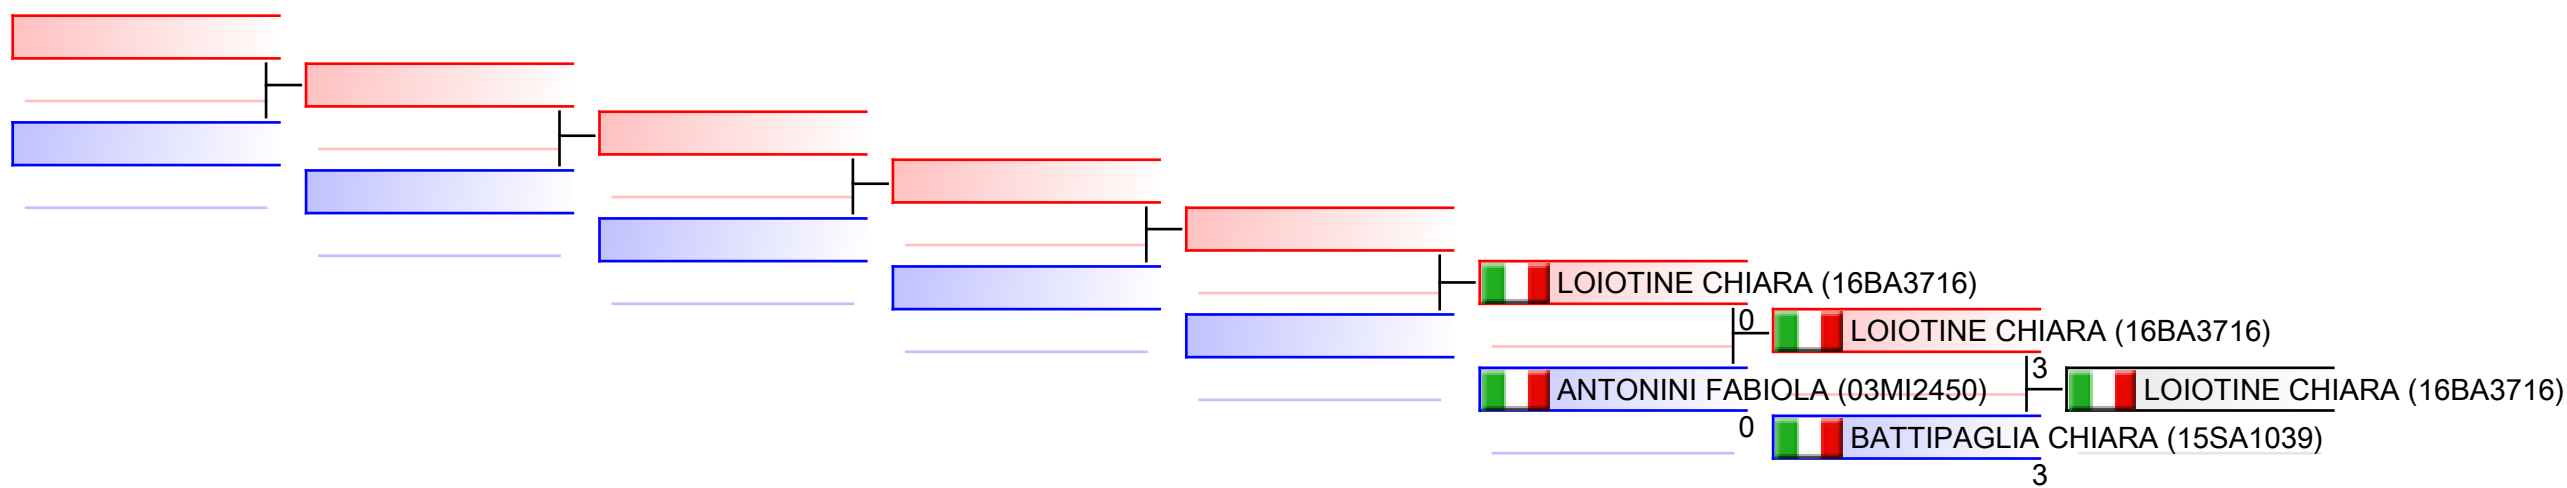 LOIOTINE CHIARA (16BA3716)
0
LOIOTINE CHIARA (16BA3716)
3
ANTONINI FABIOLA (03MI2450)
LOIOTINE CHIARA (16BA3716)
0
BATTIPAGLIA CHIARA (15SA1039)
3